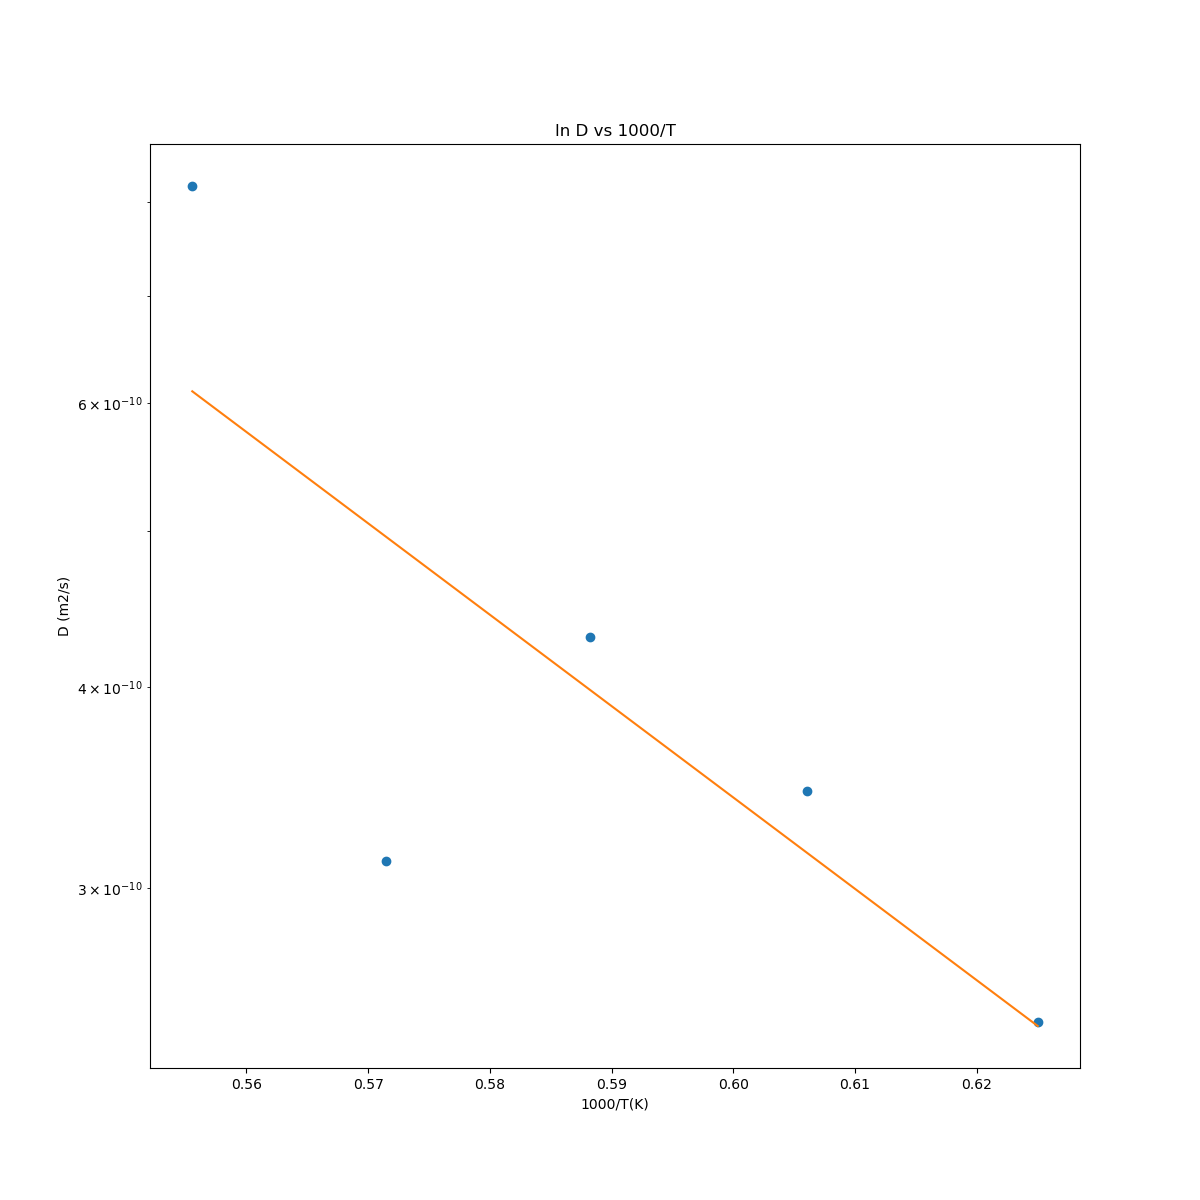 ln D vs 1000/T
D (m2/s)
6 × 10⁻¹⁰
4 × 10⁻¹⁰
3 × 10⁻¹⁰
0.56 0.57 0.58 0.59 0.60 0.61 0.62
1000/T(K)